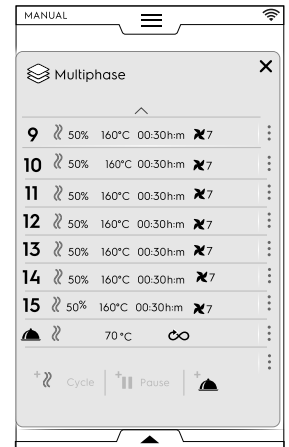 MANUAL
Multiphase
9 50% 160°C 00:30h:m 7
10 50% 160°C 00:30h:m 7
11 50% 160°C 00:30h:m 7
12 50% 160°C 00:30h:m 7
13 50% 160°C 00:30h:m 7
14 50% 160°C 00:30h:m 7
15 50% 160°C 00:30h:m 7
70°C
+ Cycle + Pause +